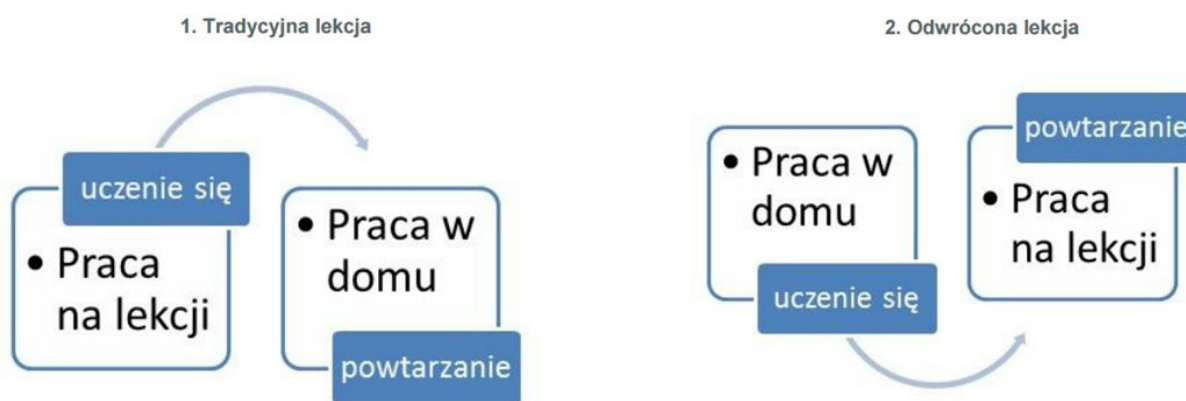 1. Tradycyjna lekcja
uczenie się
• Praca
na lekcji
• Praca w
domu
powtarzanie
2. Odwrócona lekcja
• Praca w
domu
uczenie się
powtarzanie
• Praca
na lekcji